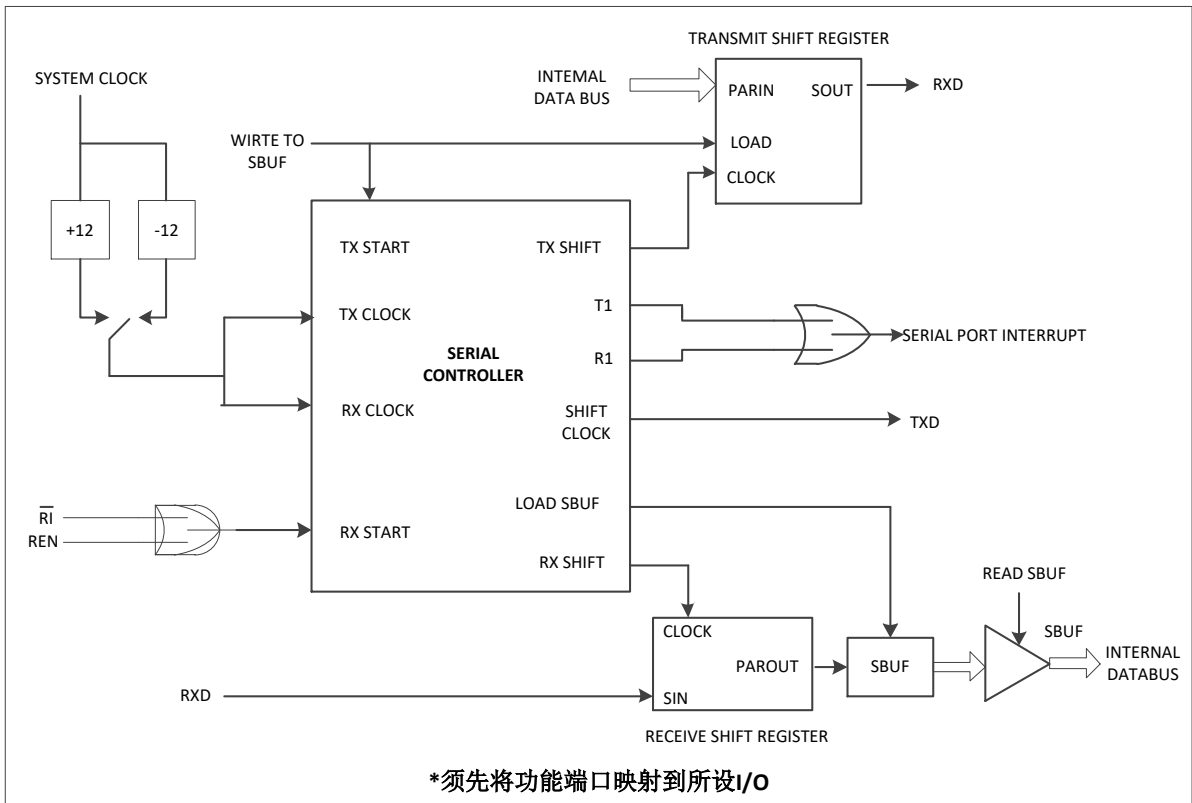 TRANSMIT SHIFT REGISTER
SYSTEM CLOCK
INTEMAL
DATA BUS
PARIN
SOUT
RXD
WIRTE TO
SBUF
LOAD
CLOCK
+12
-12
TX START
TX SHIFT
TX CLOCK
T1
SERIAL PORT INTERRUPT
SERIAL
CONTROLLER
R1
RX CLOCK
SHIFT
CLOCK
TXD
LOAD SBUF
RI
REN
RX START
RX SHIFT
READ SBUF
CLOCK
SBUF
PAROUT
SBUF
INTERNAL
DATABUS
RXD
SIN
RECEIVE SHIFT REGISTER
*须先将功能端口映射到所设I/O